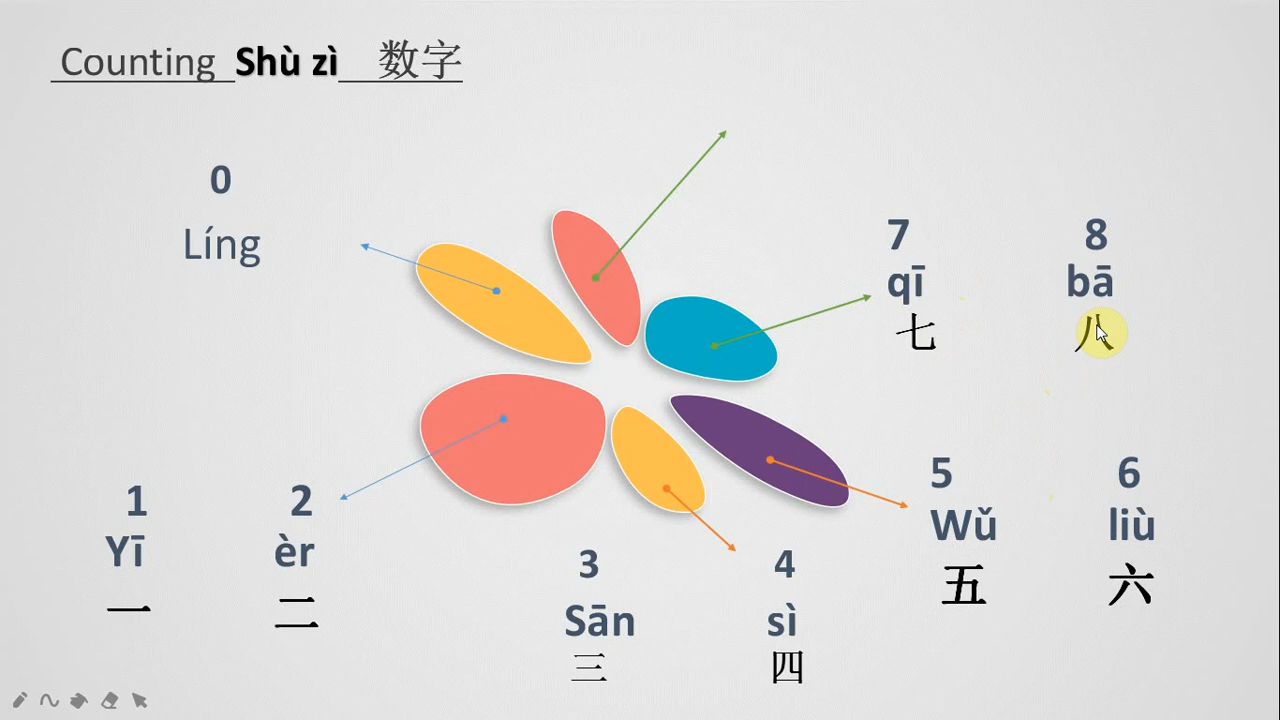 Counting Shù zì 数字
0
Líng
7 8
qī bā
七 八
1 2
Yī èr
一 二
3 4
Sān sì
三 四
5 6
Wǔ liù
五 六